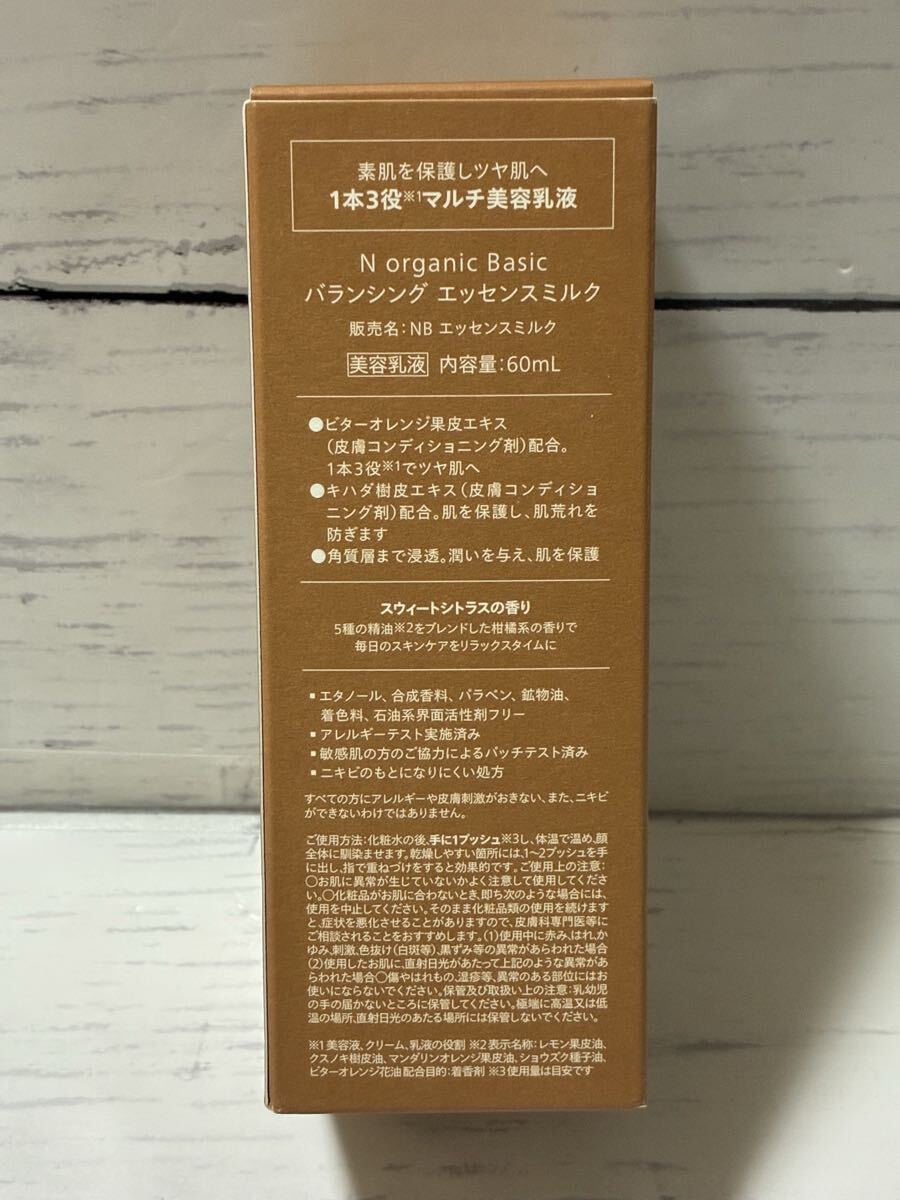 素肌を保護しツヤ肌へ
1本3役※1マルチ美容乳液
N organic Basic
バランシング エッセンスミルク
販売名：NB エッセンスミルク
美容乳液 内容量：60mL
●ビターオレンジ果皮エキス
（皮膚コンディショニング剤）配合。
1本3役※1でツヤ肌へ
●キハダ樹皮エキス（皮膚コンディショ
ニング剤）配合。肌を保護し、肌荒れを
防ぎます
●角質層まで浸透。潤いを与え、肌を保護
スウィートシトラスの香り
5種の精油※2をブレンドした柑橘系の香りで
毎日のスキンケアをリラックスタイムに
▪エタノール、合成香料、パラベン、鉱物油、
着色料、石油系界面活性剤フリー
▪アレルギーテスト実施済み
▪敏感肌の方のご協力によるパッチテスト済み
▪ニキビのもとになりにくい処方
すべての方にアレルギーや皮膚刺激がおきない、また、ニキビ
ができないわけではありません。
ご使用方法：化粧水の後、手に1プッシュ※3し、体温で温め、顔
全体に馴染ませます。乾燥しやすい箇所には、1〜2プッシュを手
に出し、指で重ねづけをすると効果的です。ご使用上の注意：
〇お肌に異常が生じていないかよく注意して使用してくださ
い。〇化粧品がお肌に合わないとき、即ち次のような場合には、
使用を中止してください。そのまま化粧品類の使用を続けます
と、症状を悪化させることがありますので、皮膚科専門医等に
ご相談されることをおすすめします。（1）使用中に赤み、はれ、か
ゆみ、刺激、色抜け（白斑等）、黒ずみ等の異常があらわれた場合
（2）使用したお肌に、直射日光があたって上記のような異常があ
らわれた場合〇傷やはれもの、湿疹等、異常のある部位にはお
使いにならないでください。保管及び取扱い上の注意：乳幼児
の手の届かないところに保管してください。極端に高温又は低
温の場所、直射日光のあたる場所には保管しないでください。
※1 美容液、クリーム、乳液の役割 ※2 表示名称：レモン果皮油、
クスノキ樹皮油、マンダリンオレンジ果皮油、ショウズク種子油、
ビターオレンジ花油 配合目的：着香剤 ※3 使用量は目安です